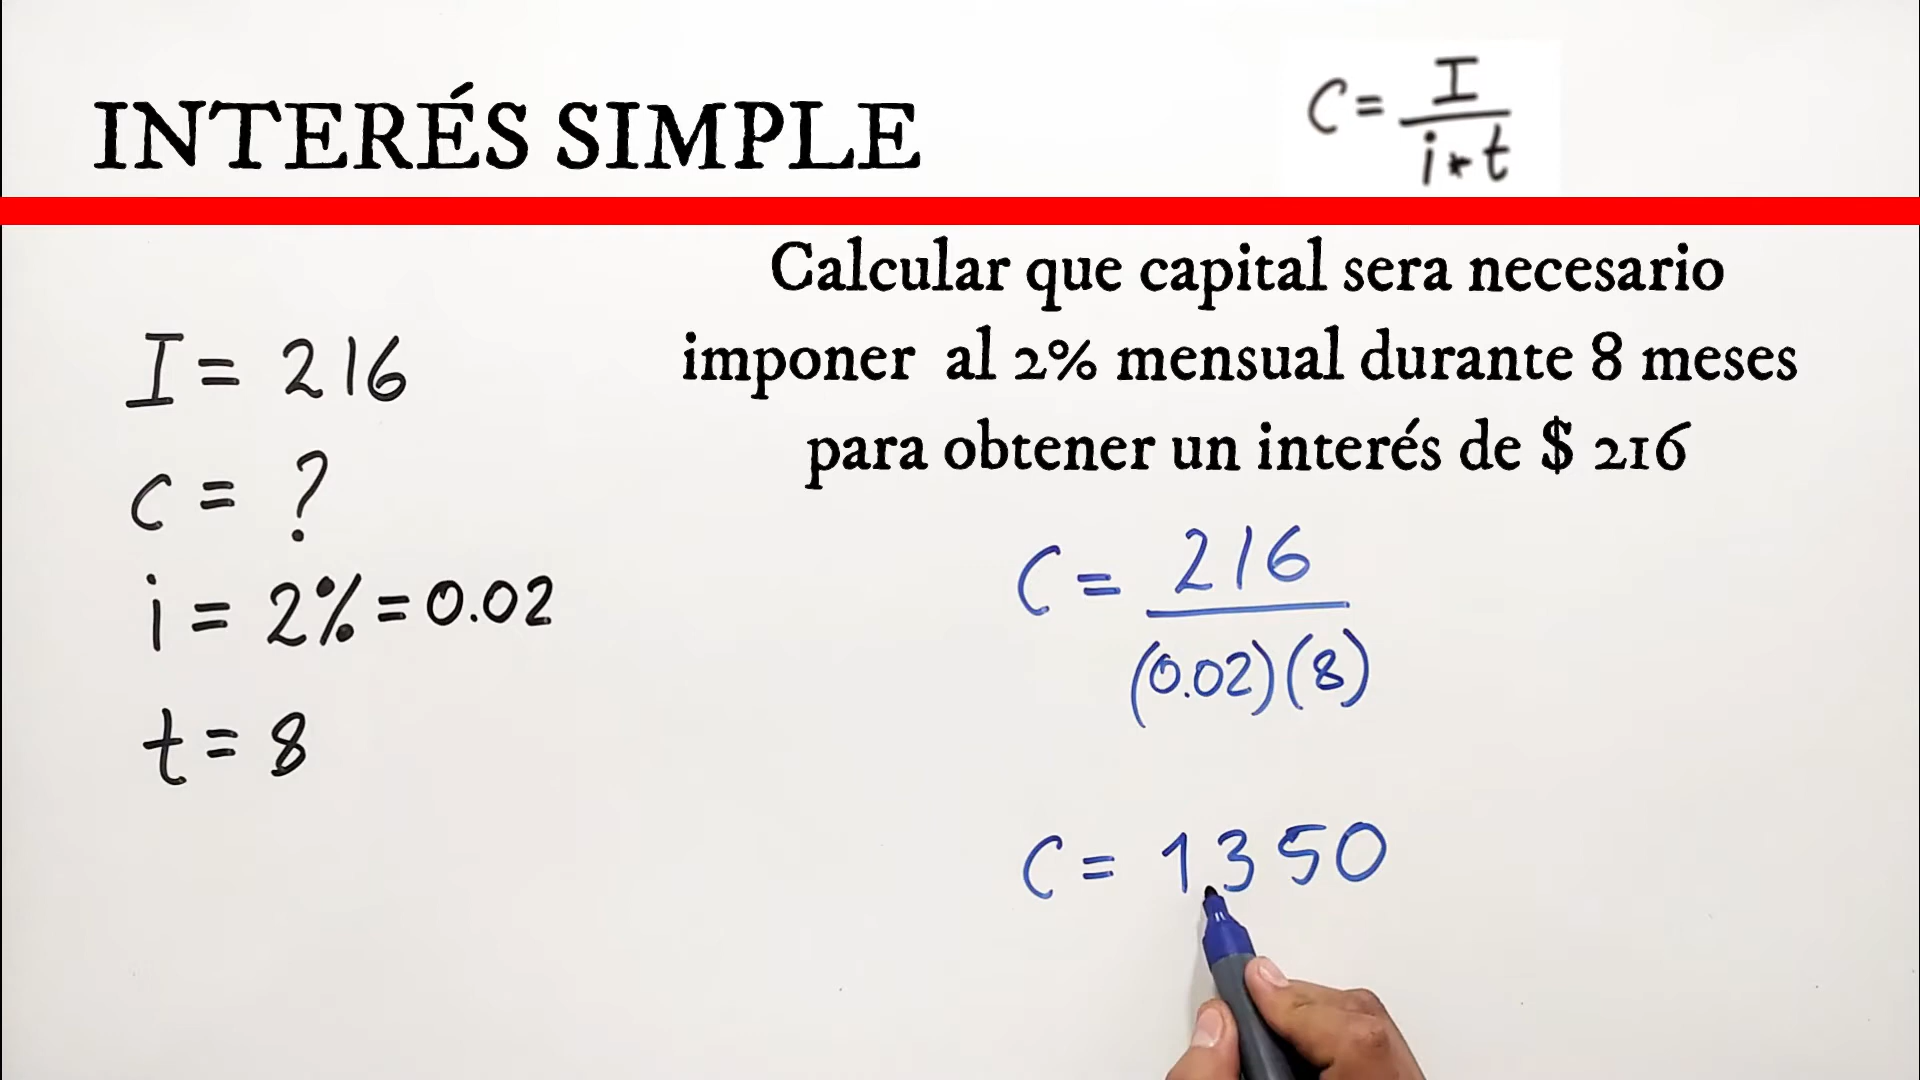 INTERÉS SIMPLE
C = I / i * t
Calcular que capital sera necesario
imponer al 2% mensual durante 8 meses
para obtener un interés de $ 216
I = 216
C = ?
i = 2% = 0.02
t = 8
C = 216 / (0.02)(8)
C = 1350